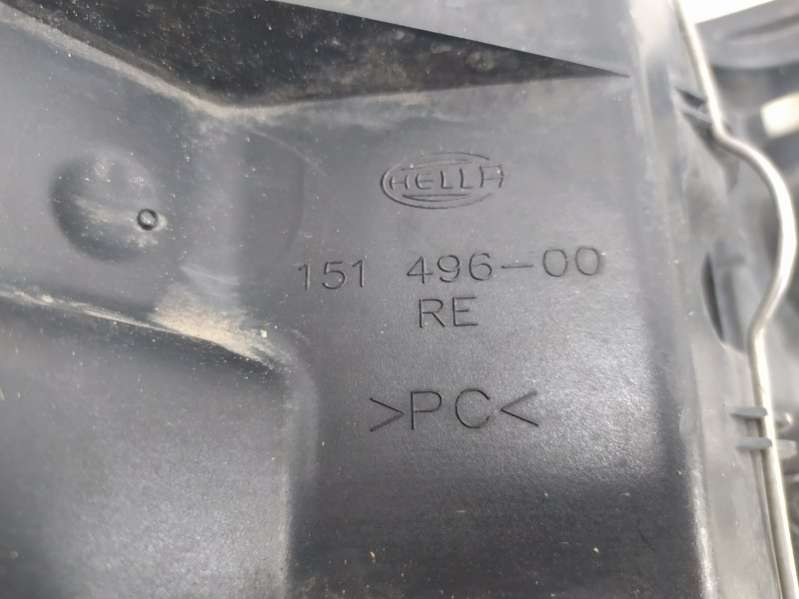 HELLA
151 496-00
RE
>PC<